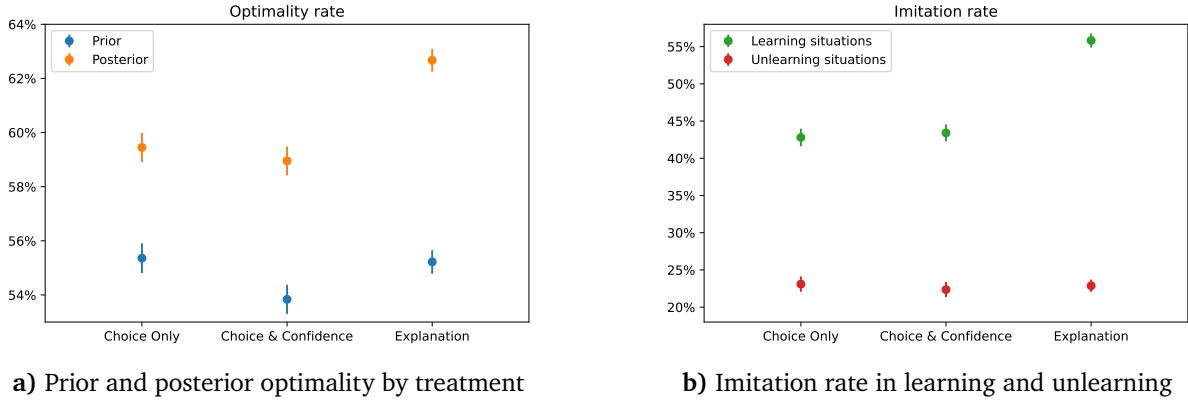 Optimality rate
64%
62%
60%
58%
56%
54%
Prior
Posterior
Choice Only
Choice & Confidence
Explanation
a) Prior and posterior optimality by treatment
Imitation rate
55%
50%
45%
40%
35%
30%
25%
20%
Learning situations
Unlearning situations
Choice Only
Choice & Confidence
Explanation
b) Imitation rate in learning and unlearning